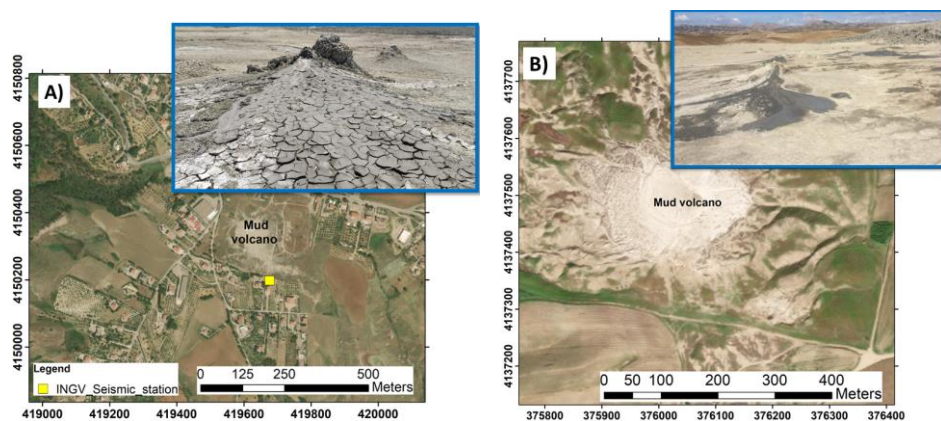 A)
4150800
4150600
4150400
4150200
4150000
Mud
volcano
Legend
INGV_Seismic_station
0 125 250 500
Meters
419000 419200 419400 419600 419800 420000
B)
4137700
4137600
4137500
4137400
4137300
4137200
Mud volcano
0 50 100 200 300 400
Meters
375800 375900 376000 376100 376200 376300 376400